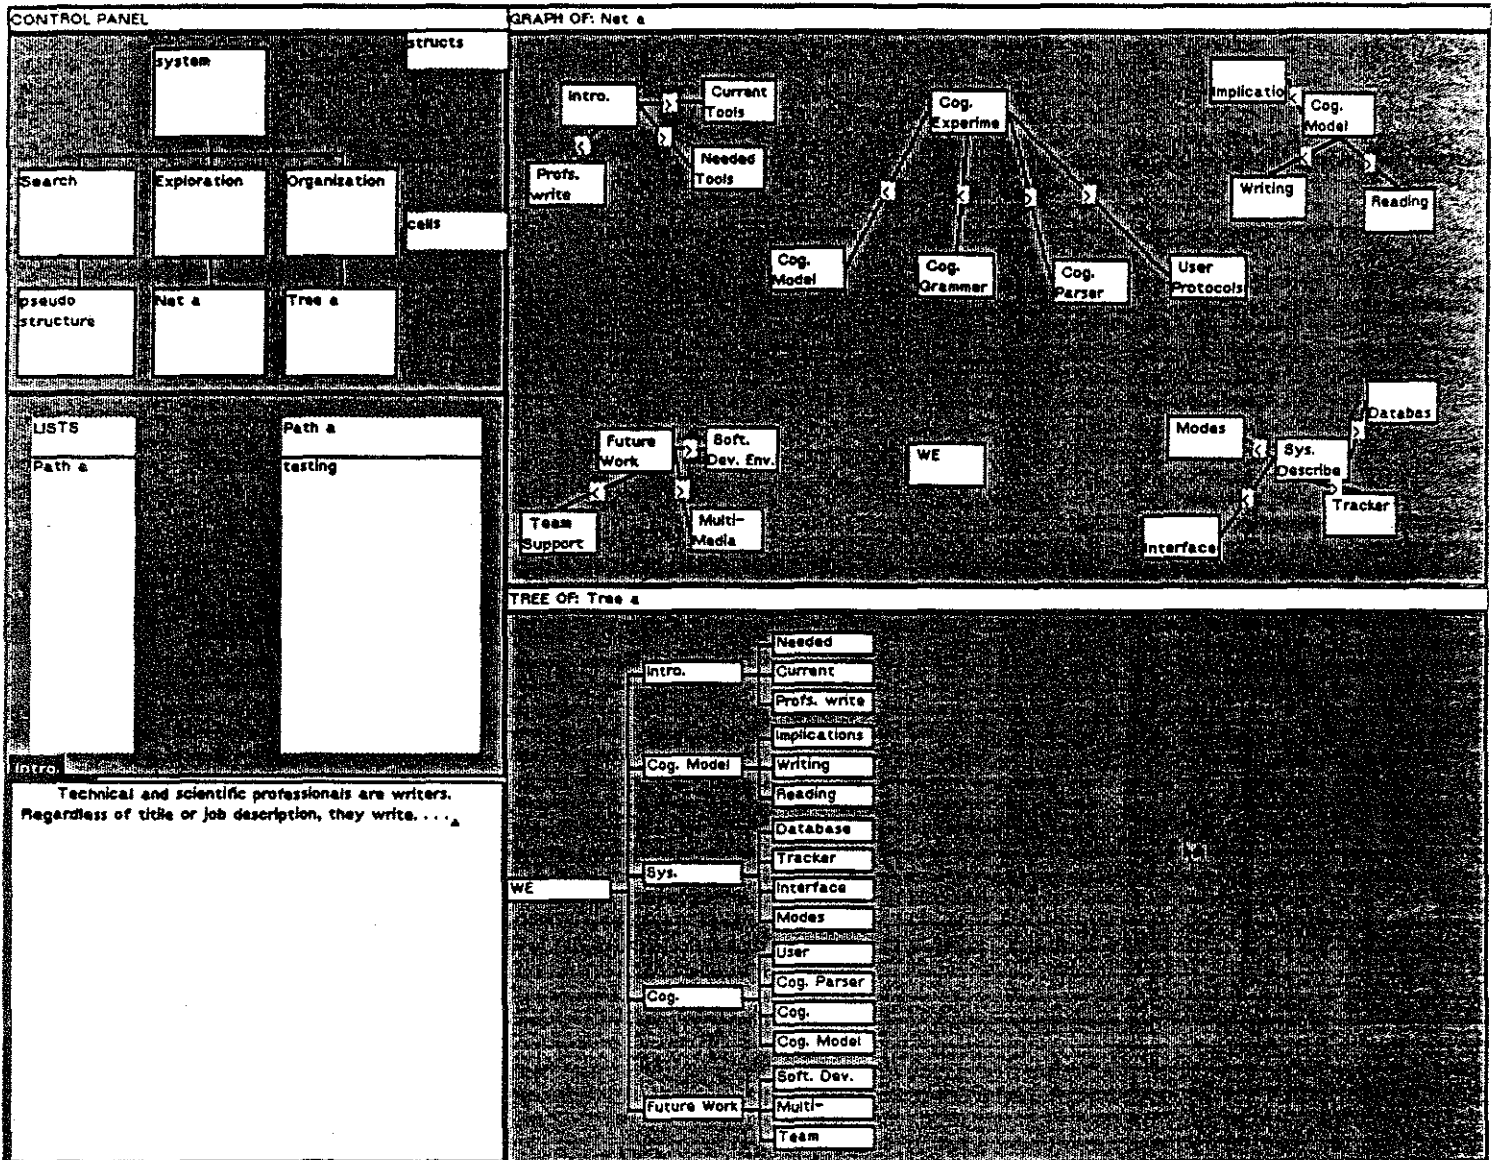 CONTROL PANEL
structs
system
Search
Exploration
Organization
cells
pseudo
structure
Net a
Tree a
LISTS
Path a
Path a
testing
Intro
Technical and scientific professionals are writers.
Regardless of title or job description, they write. . . .
GRAPH OF: Net a
Intro.
Current
Tools
Profs.
write
Needed
Tools
Cog.
Experime
Cog.
Model
Cog.
Grammer
Cog.
Parser
User
Protocols
Implicatio
Cog.
Model
Writing
Reading
Future
Work
Soft.
Dev. Env.
Team
Support
Multi-
Media
WE
Modes
Databas
Sys.
Describe
Interface
Tracker
TREE OF: Tree a
WE
Intro.
Needed
Current
Profs. write
Cog. Model
Implications
Writing
Reading
Sys.
Database
Tracker
Interface
Modes
Cog.
User
Cog. Parser
Cog.
Cog. Model
Future Work
Soft. Dev.
Multi-
Team